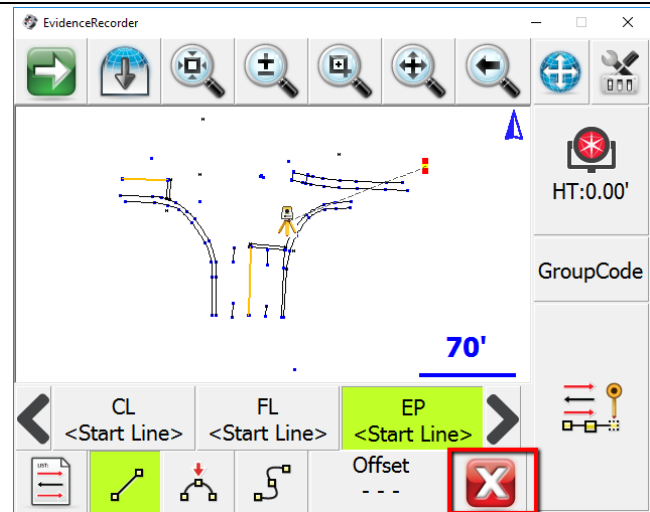 EvidenceRecorder
HT:0.00'
GroupCode
70'
CL
<Start Line>
FL
<Start Line>
EP
<Start Line>
LIST:
Offset
- - -